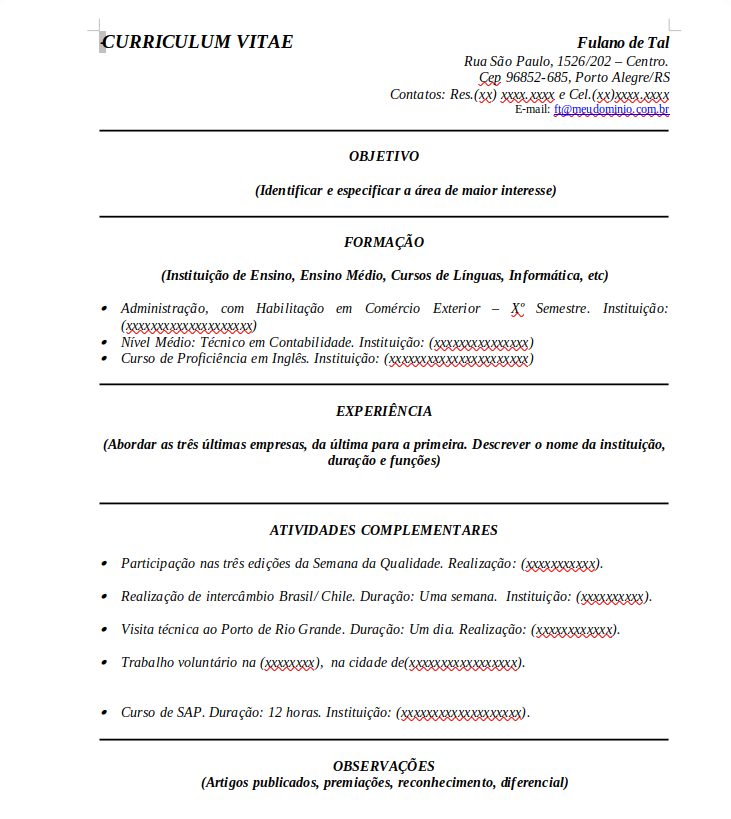 CURRICULUM VITAE Fulano de Tal
Rua São Paulo, 1526/202 – Centro.
Cep 96852-685, Porto Alegre/RS
Contatos: Res.(xx) xxxx.xxxx e Cel.(xx)xxxx.xxxx
E-mail: ft@meudominio.com.br
OBJETIVO
(Identificar e especificar a área de maior interesse)
FORMAÇÃO
(Instituição de Ensino, Ensino Médio, Cursos de Línguas, Informática, etc)
• Administração, com Habilitação em Comércio Exterior – Xº Semestre. Instituição:
(xxxxxxxxxxxxxxxxxxxx)
• Nível Médio: Técnico em Contabilidade. Instituição: (xxxxxxxxxxxxxxx)
• Curso de Proficiência em Inglês. Instituição: (xxxxxxxxxxxxxxxxxxxxxx)
EXPERIÊNCIA
(Abordar as três últimas empresas, da última para a primeira. Descrever o nome da instituição,
duração e funções)
ATIVIDADES COMPLEMENTARES
• Participação nas três edições da Semana da Qualidade. Realização: (xxxxxxxxxxx).
• Realização de intercâmbio Brasil/ Chile. Duração: Uma semana.  Instituição: (xxxxxxxxxx).
• Visita técnica ao Porto de Rio Grande. Duração: Um dia. Realização: (xxxxxxxxxxxx).
• Trabalho voluntário na (xxxxxxxx),  na cidade de(xxxxxxxxxxxxxxxxx).
• Curso de SAP. Duração: 12 horas. Instituição: (xxxxxxxxxxxxxxxxxxx).
OBSERVAÇÕES
(Artigos publicados, premiações, reconhecimento, diferencial)